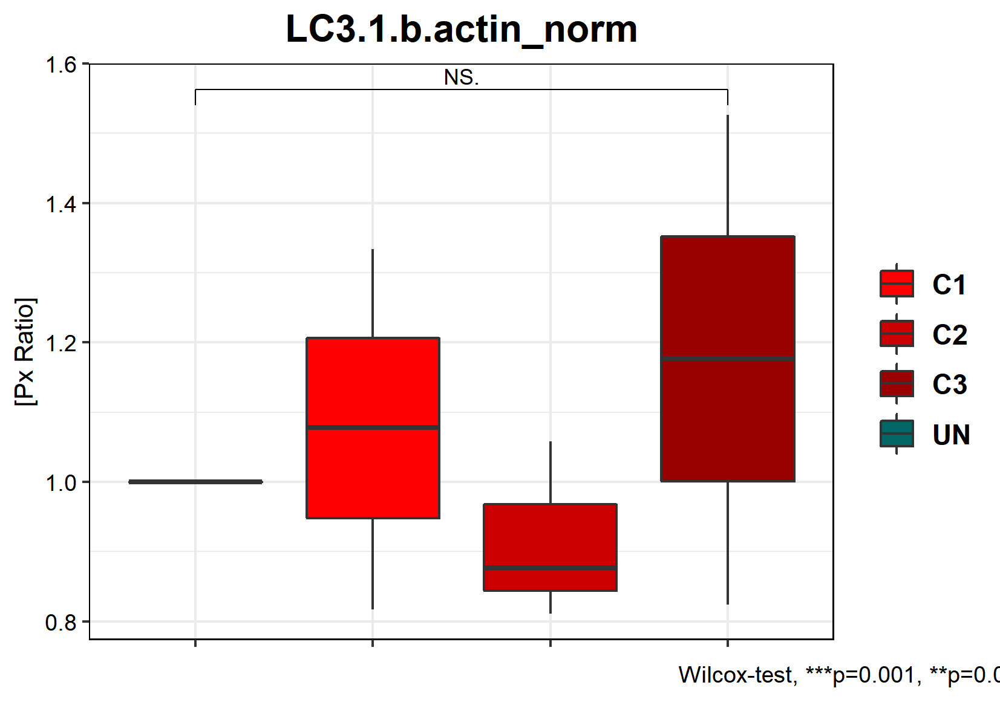 LC3.1.b.actin_norm
1.6
1.4
1.2
1.0
0.8
[Px Ratio]
NS.
C1
C2
C3
UN
Wilcox-test, ***p=0.001, **p=0.0